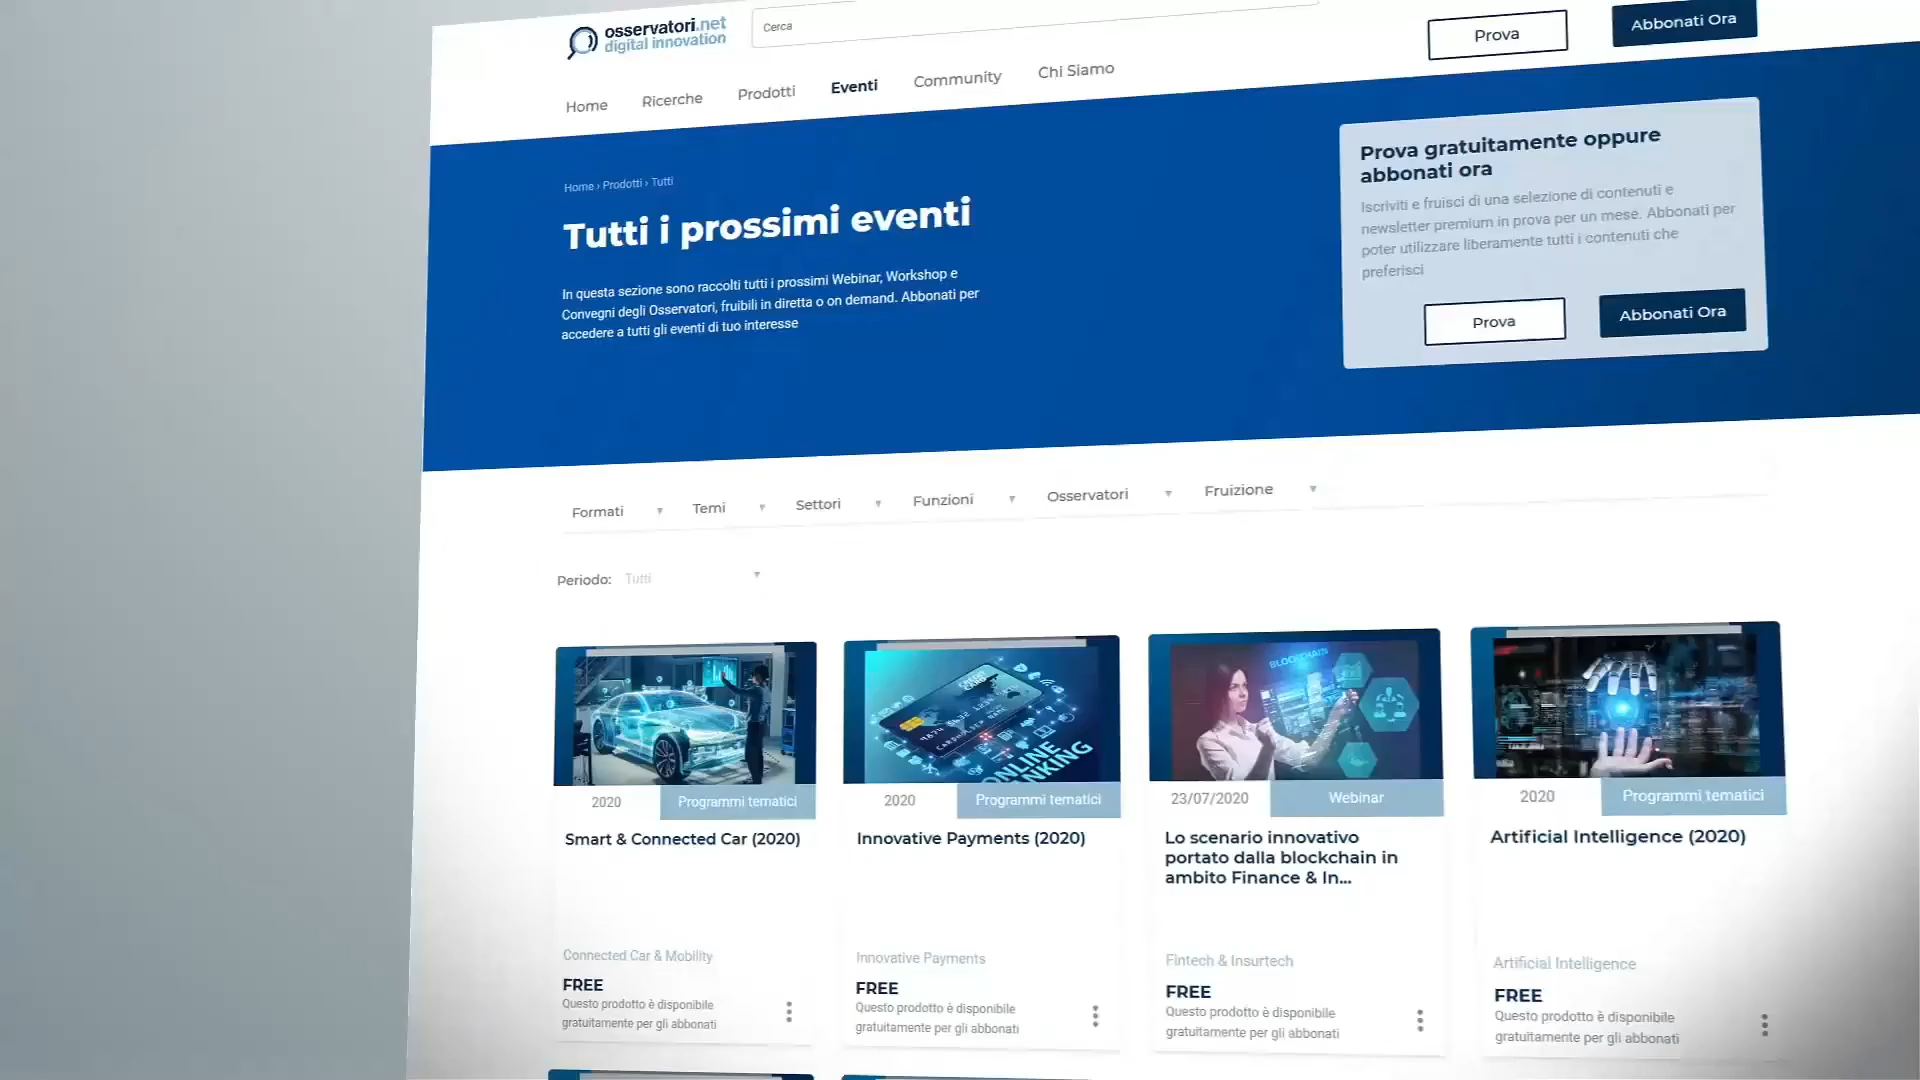 osservatori.net
digital innovation
Cerca
Prova
Abbonati Ora
Home
Ricerche
Prodotti
Eventi
Community
Chi Siamo
Home › Prodotti › Tutti
Tutti i prossimi eventi
In questa sezione sono raccolti tutti i prossimi Webinar, Workshop e
Convegni degli Osservatori, fruibili in diretta o on demand. Abbonati per
accedere a tutti gli eventi di tuo interesse
Prova gratuitamente oppure
abbonati ora
Iscriviti e fruisci di una selezione di contenuti e
newsletter premium in prova per un mese. Abbonati per
poter utilizzare liberamente tutti i contenuti che
preferisci
Prova
Abbonati Ora
Formati
Temi
Settori
Funzioni
Osservatori
Fruizione
Periodo: Tutti
CREDIT CARD
ONLINE
BANKING
BLOCKCHAIN
2020
Programmi tematici
Smart & Connected Car (2020)
Connected Car & Mobility
FREE
Questo prodotto è disponibile
gratuitamente per gli abbonati
2020
Programmi tematici
Innovative Payments (2020)
Innovative Payments
FREE
Questo prodotto è disponibile
gratuitamente per gli abbonati
23/07/2020
Webinar
Lo scenario innovativo
portato dalla blockchain in
ambito Finance & In...
Fintech & Insurtech
FREE
Questo prodotto è disponibile
gratuitamente per gli abbonati
2020
Programmi tematici
Artificial Intelligence (2020)
Artificial Intelligence
FREE
Questo prodotto è disponibile
gratuitamente per gli abbonati